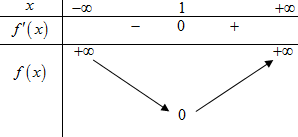 x −∞ 1 +∞
f′(x) − 0 +
+∞ +∞
f(x)
0